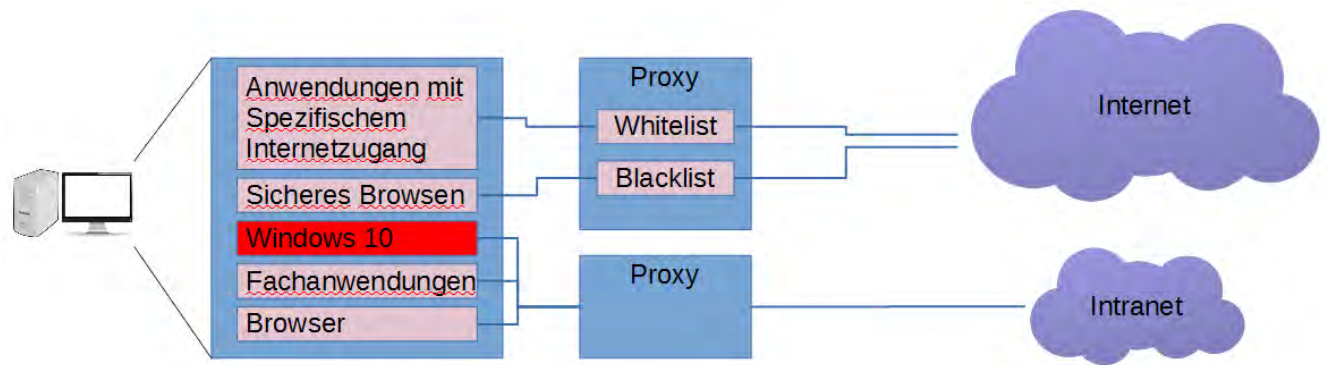 Anwendungen mit
Spezifischem
Internetzugang
Sicheres Browsen
Windows 10
Fachanwendungen
Browser
Proxy
Whitelist
Blacklist
Proxy
Internet
Intranet